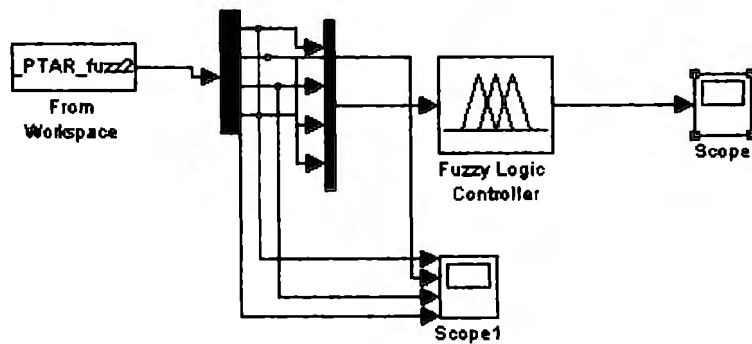 _PTAR_fuzz2
From
Workspace
Fuzzy Logic
Controller
Scope
Scope1